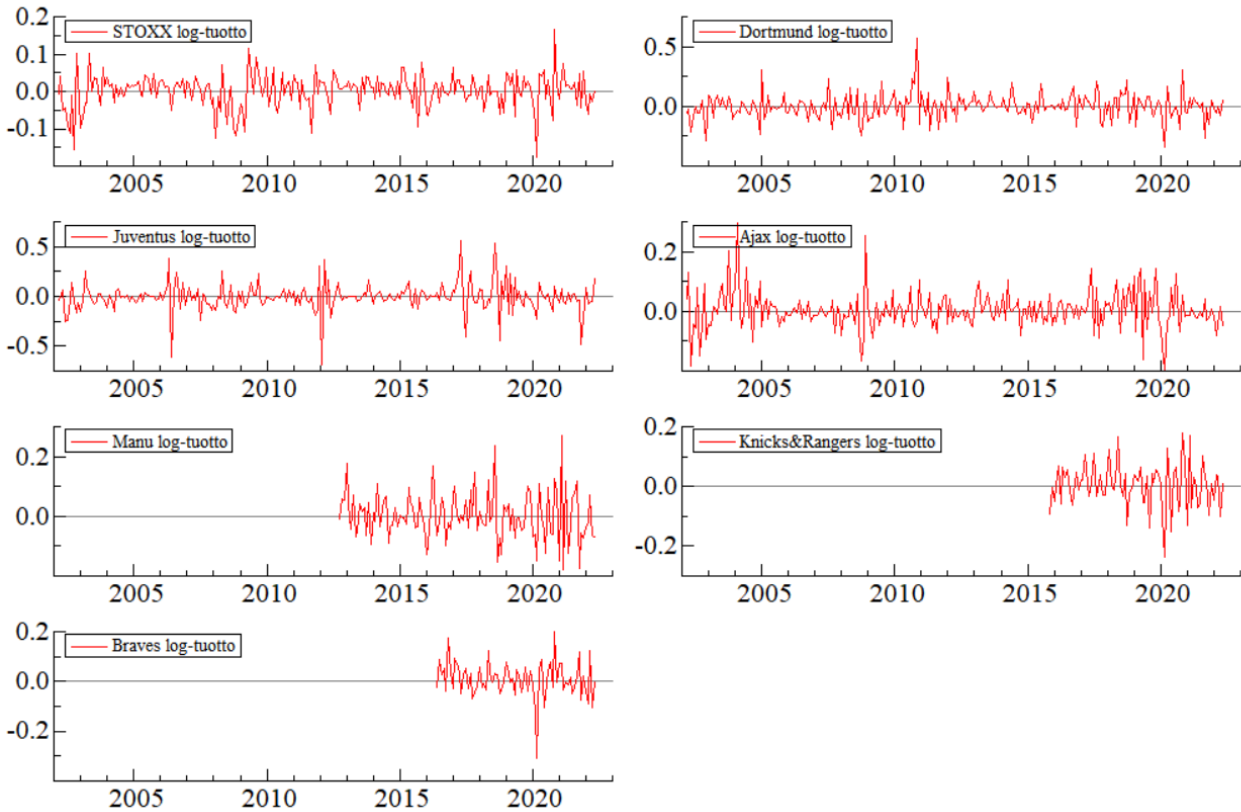 STOXX log-tuotto
0.2
0.1
0.0
-0.1
2005 2010 2015 2020
Dortmund log-tuotto
0.5
0.0
2005 2010 2015 2020
Juventus log-tuotto
0.5
0.0
-0.5
2005 2010 2015 2020
Ajax log-tuotto
0.2
0.0
2005 2010 2015 2020
Manu log-tuotto
0.2
0.0
2005 2010 2015 2020
Knicks&Rangers log-tuotto
0.2
0.0
-0.2
2005 2010 2015 2020
Braves log-tuotto
0.2
0.0
-0.2
2005 2010 2015 2020